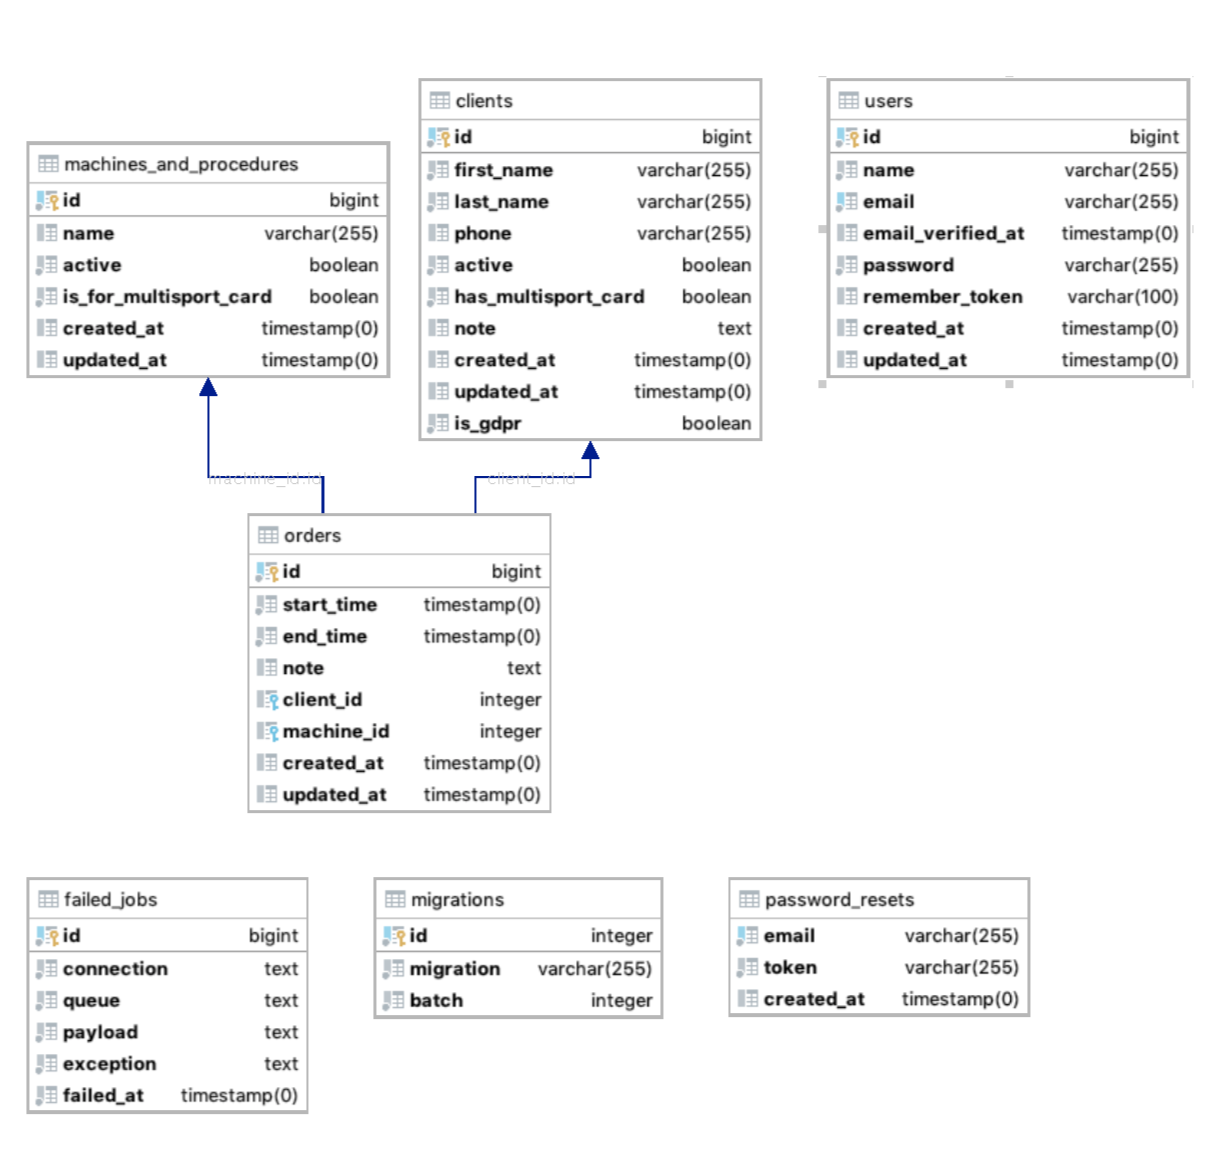 machines_and_procedures
id bigint
name varchar(255)
active boolean
is_for_multisport_card boolean
created_at timestamp(0)
updated_at timestamp(0)
clients
id bigint
first_name varchar(255)
last_name varchar(255)
phone varchar(255)
active boolean
has_multisport_card boolean
note text
created_at timestamp(0)
updated_at timestamp(0)
is_gdpr boolean
users
id bigint
name varchar(255)
email varchar(255)
email_verified_at timestamp(0)
password varchar(255)
remember_token varchar(100)
created_at timestamp(0)
updated_at timestamp(0)
machine_id:id
client_id:id
orders
id bigint
start_time timestamp(0)
end_time timestamp(0)
note text
client_id integer
machine_id integer
created_at timestamp(0)
updated_at timestamp(0)
failed_jobs
id bigint
connection text
queue text
payload text
exception text
failed_at timestamp(0)
migrations
id integer
migration varchar(255)
batch integer
password_resets
email varchar(255)
token varchar(255)
created_at timestamp(0)